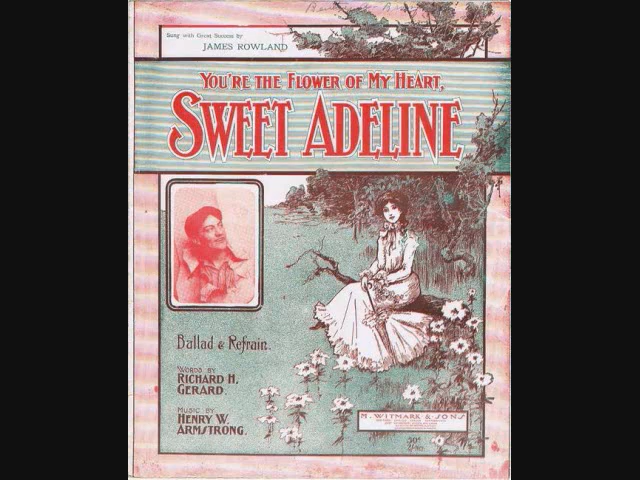 Sung with Great Success by
JAMES ROWLAND
YOU'RE THE FLOWER OF MY HEART,
SWEET ADELINE
Ballad & Refrain.
WORDS BY
RICHARD H.
GERARD.
MUSIC BY
HENRY W.
ARMSTRONG.
M. WITMARK & SONS